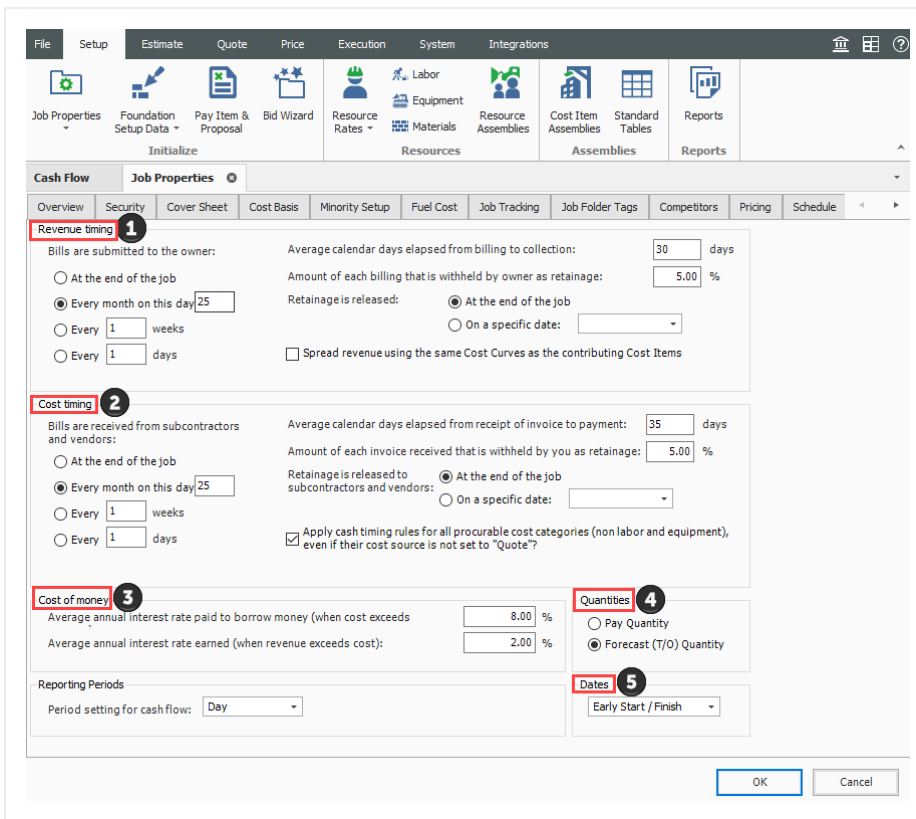 File Setup Estimate Quote Price Execution System Integrations
Job Properties
Foundation
Setup Data
Pay Item &
Proposal
Bid Wizard
Initialize
Resource
Rates
Labor
Equipment
Materials
Resource
Assemblies
Resources
Cost Item
Assemblies
Standard
Tables
Assemblies
Reports
Reports
Cash Flow Job Properties
Overview Security Cover Sheet Cost Basis Minority Setup Fuel Cost Job Tracking Job Folder Tags Competitors Pricing Schedule
Revenue timing 1
Bills are submitted to the owner:
At the end of the job
Every month on this day 25
Every 1 weeks
Every 1 days
Average calendar days elapsed from billing to collection: 30 days
Amount of each billing that is withheld by owner as retainage: 5.00 %
Retainage is released: At the end of the job
On a specific date:
Spread revenue using the same Cost Curves as the contributing Cost Items
Cost timing 2
Bills are received from subcontractors
and vendors:
At the end of the job
Every month on this day 25
Every 1 weeks
Every 1 days
Average calendar days elapsed from receipt of invoice to payment: 35 days
Amount of each invoice received that is withheld by you as retainage: 5.00 %
Retainage is released to
subcontractors and vendors:
At the end of the job
On a specific date:
Apply cash timing rules for all procurable cost categories (non labor and equipment),
even if their cost source is not set to "Quote"?
Cost of money 3
Average annual interest rate paid to borrow money (when cost exceeds 8.00 %
Average annual interest rate earned (when revenue exceeds cost): 2.00 %
Quantities 4
Pay Quantity
Forecast (T/O) Quantity
Reporting Periods
Period setting for cash flow: Day
Dates 5
Early Start / Finish
OK Cancel